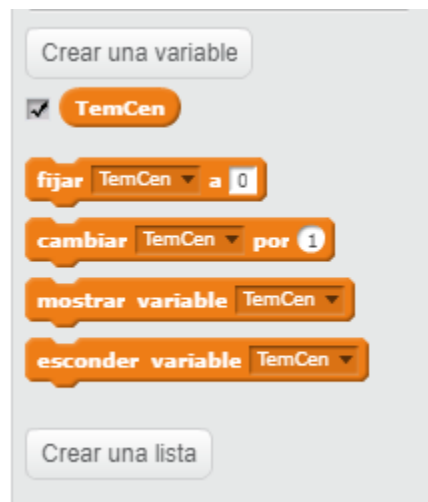 Crear una variable
TemCen
fijar TemCen a 0
cambiar TemCen por 1
mostrar variable TemCen
esconder variable TemCen
Crear una lista